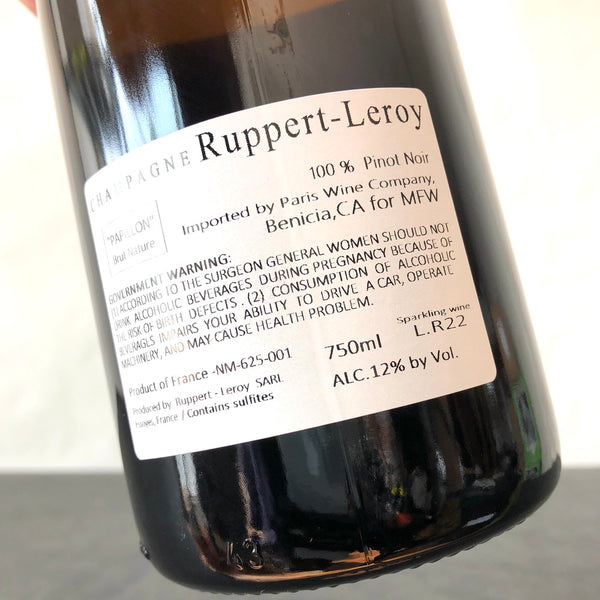 CHAMPAGNE Ruppert-Leroy
100 % Pinot Noir
"PAPILLON"
Brut Nature
Imported by Paris Wine Company,
Benicia,CA for MFW
GOVERNMENT WARNING:
(1) ACCORDING TO THE SURGEON GENERAL WOMEN SHOULD NOT
DRINK ALCOHOLIC BEVERAGES DURING PREGNANCY BECAUSE OF
THE RISK OF BIRTH DEFECTS . (2) CONSUMPTION OF ALCOHOLIC
BEVERAGLS IMPAIRS YOUR ABILITY TO DRIVE A CAR, OPERATE
MACHINERY, AND MAY CAUSE HEALTH PROBLEM.
Product of France -NM-625-001
750ml
Sparkling wine
L.R22
Produced by Ruppert - Leroy SARL
France / Contains sulfites
ALC.12% by Vol.
K3